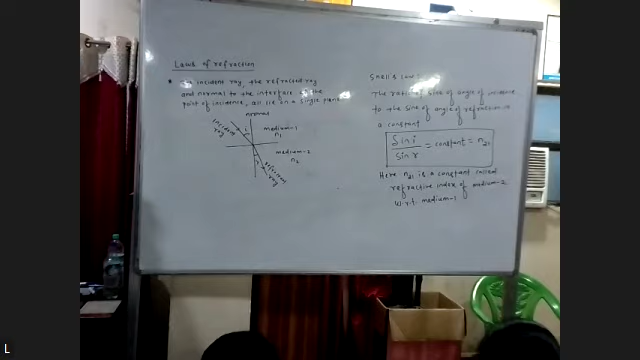 Laws of refraction
incident ray, the refracted ray
and normal to the interface at the
point of incidence, all lie on a single plane
normal
incident
ray
i
medium-1
n1
medium-2
n2
r
refracted
ray
Snell's Law:
The ratio of sine of angle of incidence
to the sine of angle of refraction is
a constant
Sin i / sin r = constant = n21
Here n21 is a constant called
refractive index of medium-2
w.r.t. medium-1
L